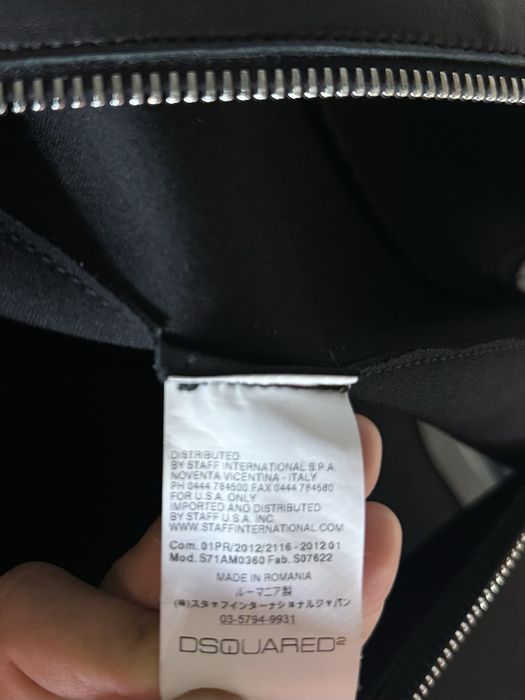 DISTRIBUTED
BY STAFF INTERNATIONAL S.P.A.
NOVENTA VICENTINA - ITALY
PH 0444 784500 FAX 0444 784580
FOR U.S.A. ONLY
IMPORTED AND DISTRIBUTED
BY STAFF U.S.A. INC.
WWW.STAFFINTERNATIONAL.COM
Com. 01PR/2012/2116 - 2012 01
Mod. S71AM0360 Fab. S07622
MADE IN ROMANIA
ルーマニア製
(株)スタッフインターナショナルジャパン
03-5794-9931
DSQUARED²